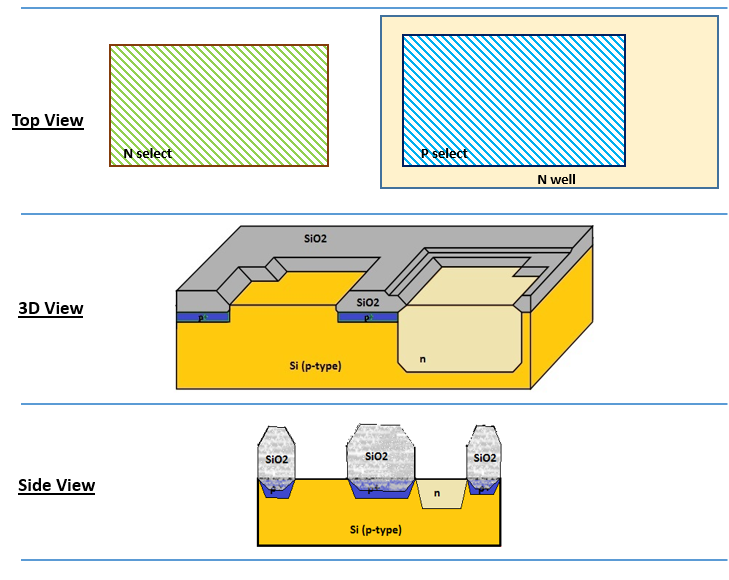 Top View
N select
P select
N well
3D View
SiO2
SiO2
p+
p+
n
Si (p-type)
Side View
SiO2
SiO2
SiO2
p+
n
Si (p-type)